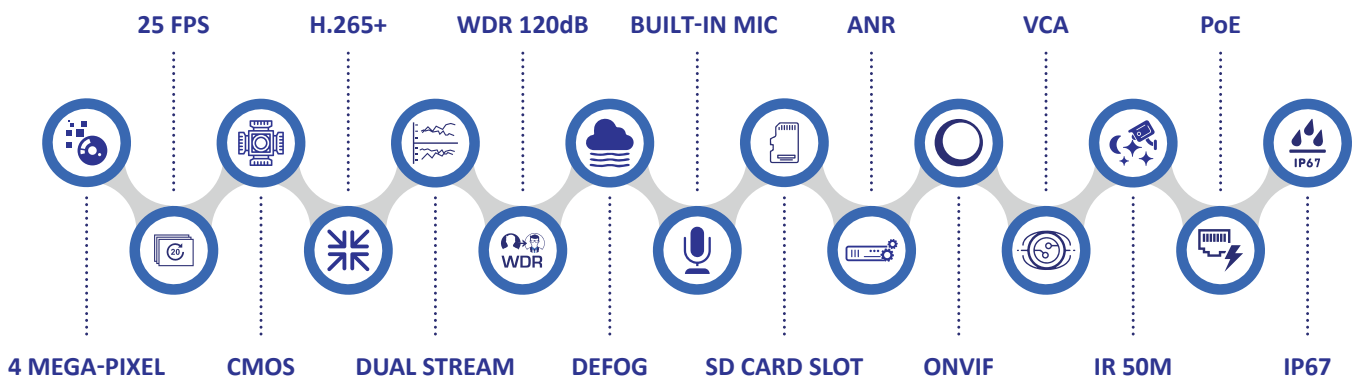 25 FPS H.265+ WDR 120dB BUILT-IN MIC ANR VCA PoE
IP67
20
WDR
4 MEGA-PIXEL CMOS DUAL STREAM DEFOG SD CARD SLOT ONVIF IR 50M IP67